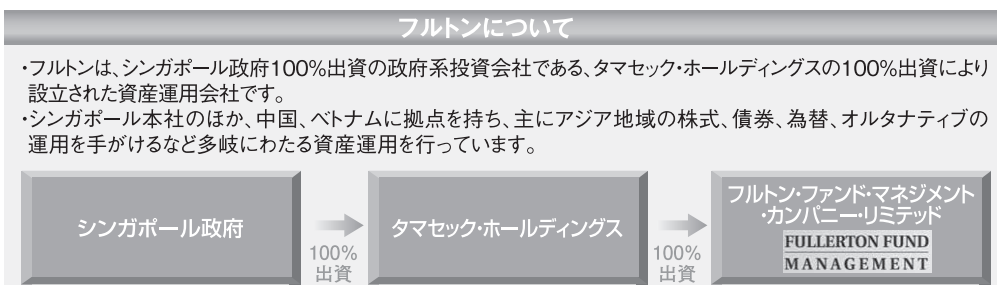 フルトンについて
・フルトンは、シンガポール政府100%出資の政府系投資会社である、タマセック・ホールディングスの100%出資により
設立された資産運用会社です。
・シンガポール本社のほか、中国、ベトナムに拠点を持ち、主にアジア地域の株式、債券、為替、オルタナティブの
運用を手がけるなど多岐にわたる資産運用を行っています。
シンガポール政府
100%
出資
タマセック・ホールディングス
100%
出資
フルトン・ファンド・マネジメント
・カンパニー・リミテッド
FULLERTON FUND
MANAGEMENT